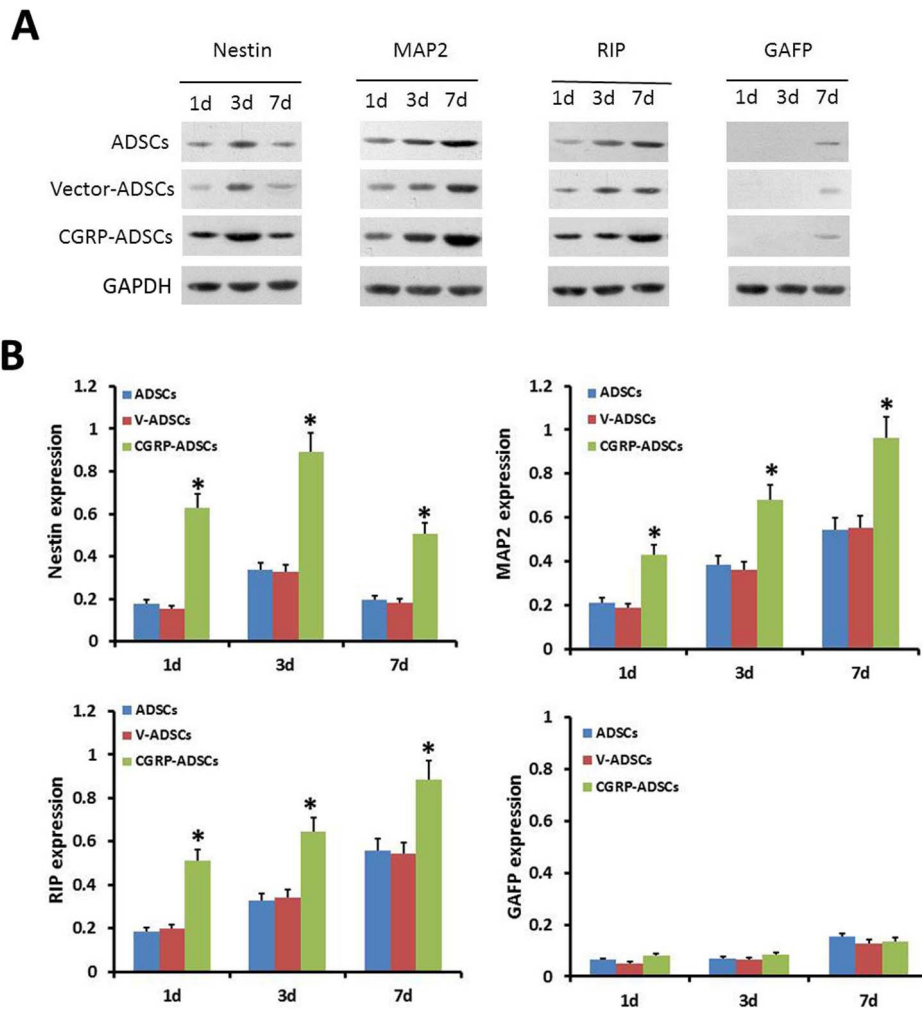 A
Nestin MAP2 RIP GAFP
1d 3d 7d 1d 3d 7d 1d 3d 7d 1d 3d 7d
ADSCs
Vector-ADSCs
CGRP-ADSCs
GAPDH
B
Nestin expression
1.2
1
0.8
0.6
0.4
0.2
0
ADSCs
V-ADSCs
CGRP-ADSCs
* * *
1d 3d 7d
MAP2 expression
1.2
1
0.8
0.6
0.4
0.2
0
ADSCs
V-ADSCs
CGRP-ADSCs
* * *
1d 3d 7d
RIP expression
1.2
1
0.8
0.6
0.4
0.2
0
ADSCs
V-ADSCs
CGRP-ADSCs
* * *
1d 3d 7d
GAFP expression
1
0.8
0.6
0.4
0.2
0
ADSCs
V-ADSCs
CGRP-ADSCs
1d 3d 7d